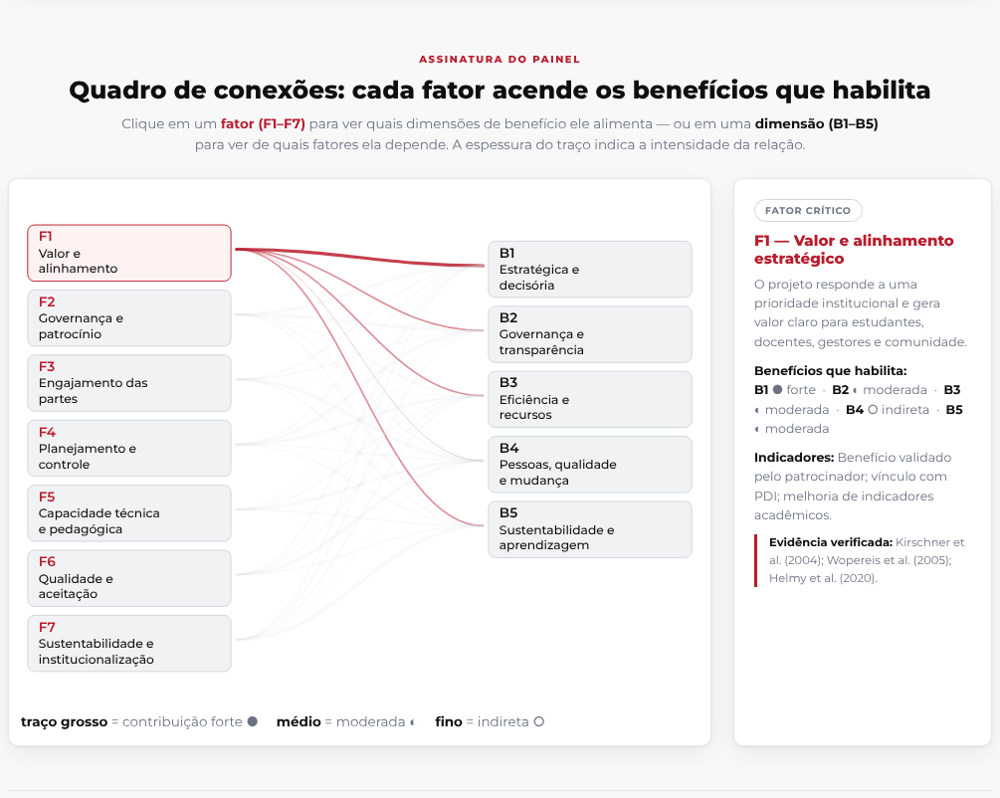 ASSINATURA DO PAINEL
Quadro de conexões: cada fator acende os benefícios que habilita
Clique em um fator (F1–F7) para ver quais dimensões de benefício ele alimenta — ou em uma dimensão (B1–B5)
para ver de quais fatores ela depende. A espessura do traço indica a intensidade da relação.
F1
Valor e
alinhamento
F2
Governança e
patrocínio
F3
Engajamento das
partes
F4
Planejamento e
controle
F5
Capacidade técnica
e pedagógica
F6
Qualidade e
aceitação
F7
Sustentabilidade e
institucionalização
B1
Estratégica e
decisória
B2
Governança e
transparência
B3
Eficiência e
recursos
B4
Pessoas, qualidade
e mudança
B5
Sustentabilidade e
aprendizagem
traço grosso = contribuição forte ● médio = moderada ◐ fino = indireta ○
FATOR CRÍTICO
F1 — Valor e alinhamento
estratégico
O projeto responde a uma
prioridade institucional e gera
valor claro para estudantes,
docentes, gestores e comunidade.
Benefícios que habilita:
B1 ● forte · B2 ◐ moderada · B3
◐ moderada · B4 ○ indireta · B5
◐ moderada
Indicadores: Benefício validado
pelo patrocinador; vínculo com
PDI; melhoria de indicadores
acadêmicos.
Evidência verificada: Kirschner et
al. (2004); Wopereis et al. (2005);
Helmy et al. (2020).